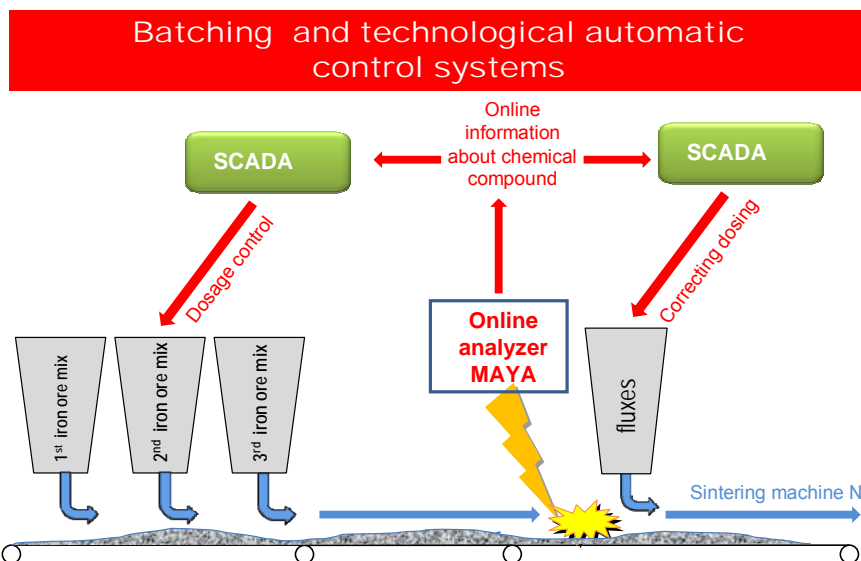 Batching and technological automatic
control systems
Online
information
about chemical
compound
SCADA
SCADA
Dosage control
Correcting dosing
Online
analyzer
MAYA
1st iron ore mix
2nd iron ore mix
3rd iron ore mix
fluxes
Sintering machine N